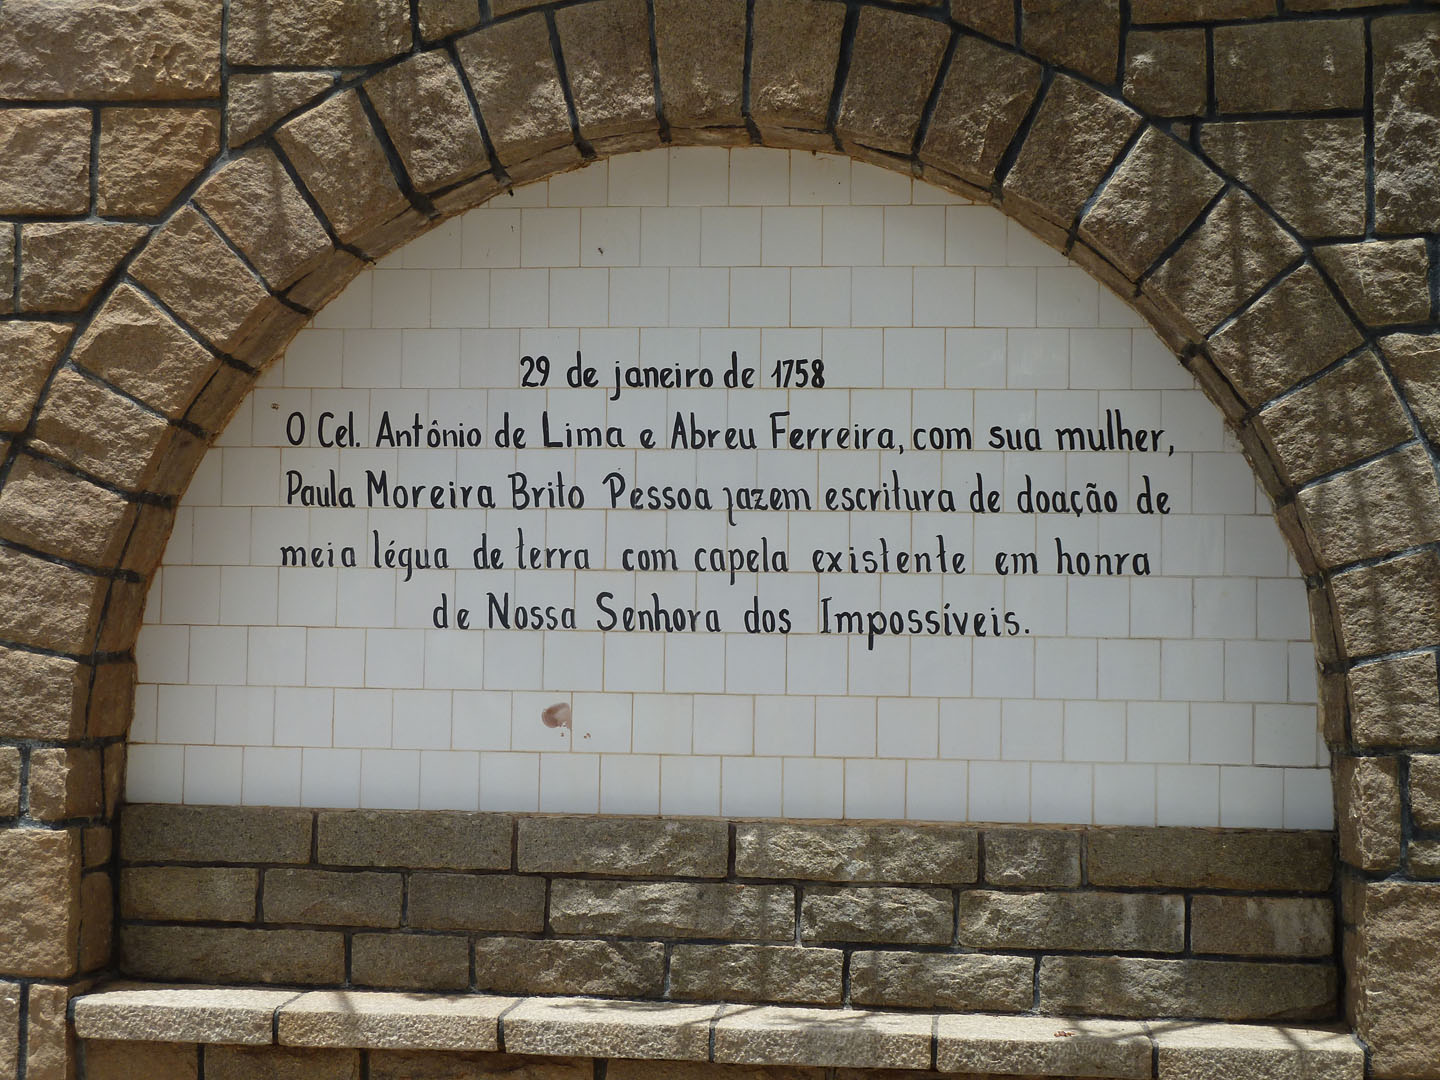 29 de janeiro de 1758
O Cel. Antônio de Lima e Abreu Ferreira, com sua mulher,
Paula Moreira Brito Pessoa fazem escritura de doação de
meia légua de terra com capela existente em honra
de Nossa Senhora dos Impossíveis.